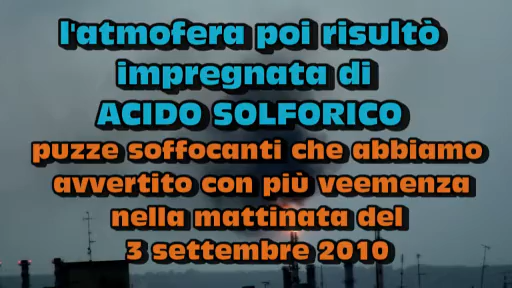 l'atmofera poi risultò
impregnata di
ACIDO SOLFORICO
puzze soffocanti che abbiamo
avvertito con più veemenza
nella mattinata del
3 settembre 2010